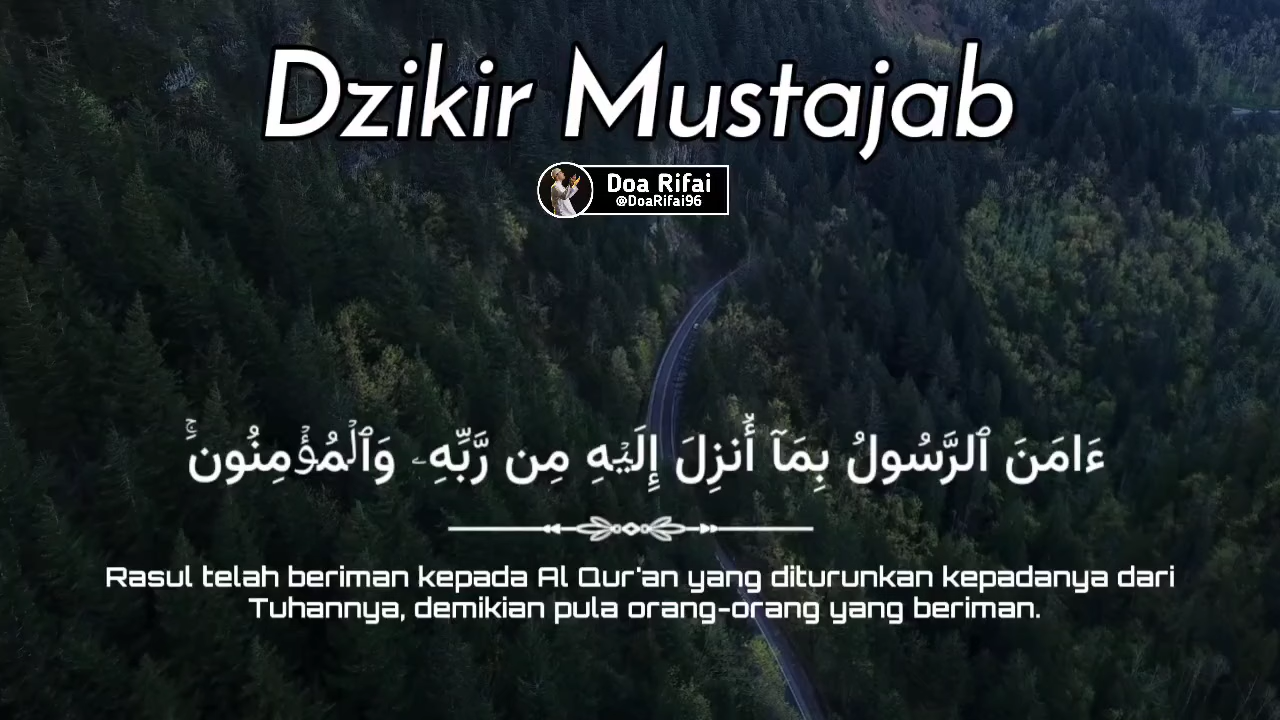 Dzikir Mustajab
Doa Rifai
@DoaRifai96
ءَامَنَ ٱلرَّسُولُ بِمَآ أُنزِلَ إِلَيْهِ مِن رَّبِّهِۦ وَٱلْمُؤْمِنُونَ ۚ
Rasul telah beriman kepada Al Qur'an yang diturunkan kepadanya dari
Tuhannya, demikian pula orang-orang yang beriman.